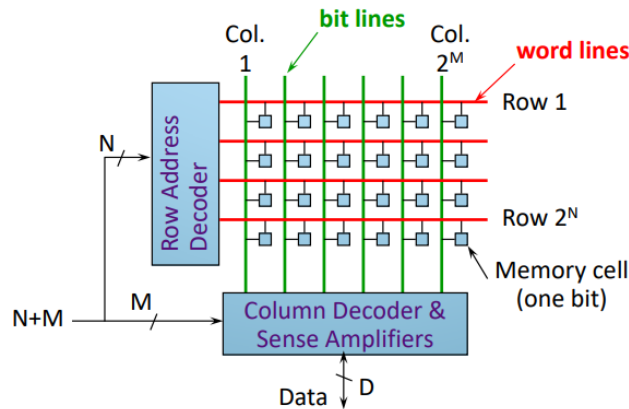 bit lines
Col.
1
Col.
2^M
word lines
Row 1
N
Row Address
Decoder
Row 2^N
Memory cell
(one bit)
N+M
M
Column Decoder &
Sense Amplifiers
D
Data